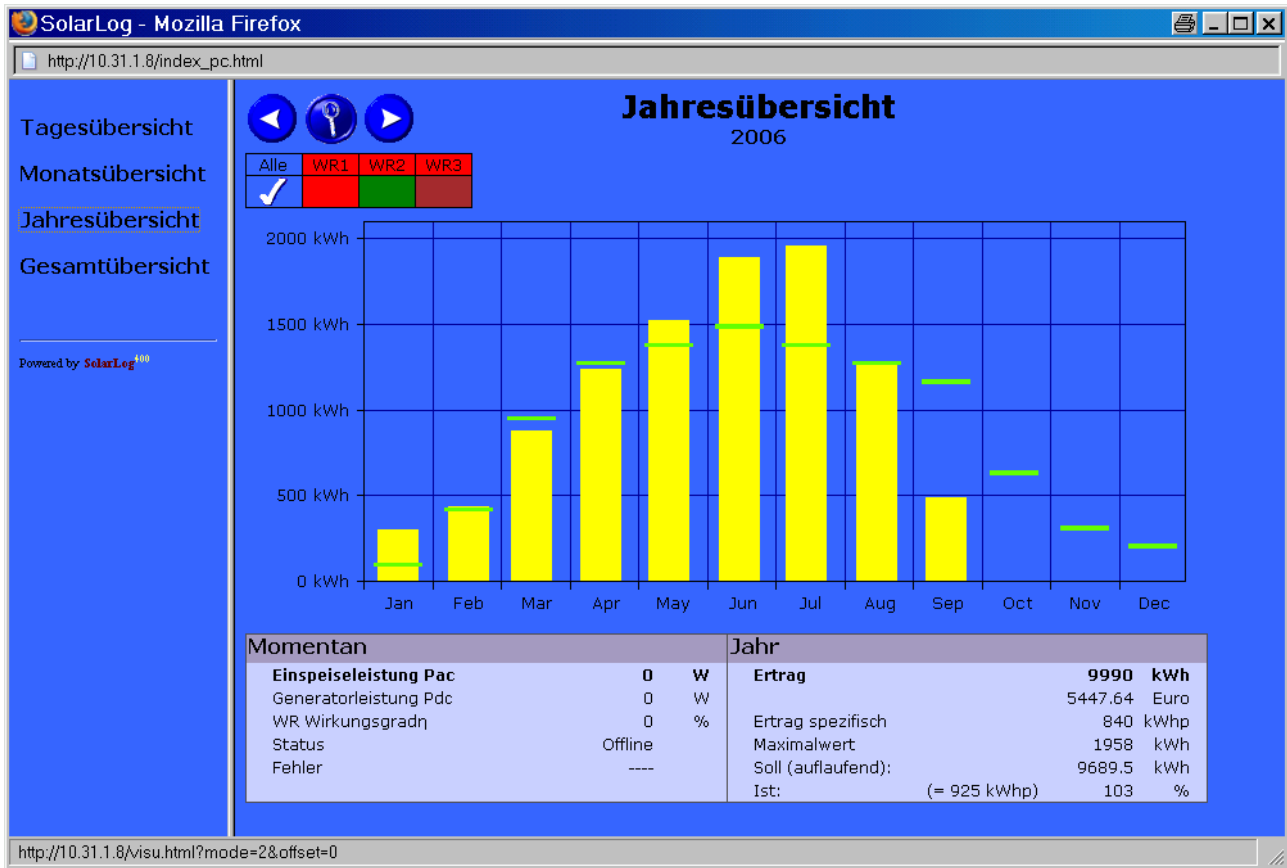 SolarLog - Mozilla Firefox
http://10.31.1.8/index_pc.html
Tagesübersicht
Monatsübersicht
Jahresübersicht
Gesamtübersicht
Powered by SolarLog400
Jahresübersicht
2006
Alle WR1 WR2 WR3
2000 kWh
1500 kWh
1000 kWh
500 kWh
0 kWh
Jan Feb Mar Apr May Jun Jul Aug Sep Oct Nov Dec
Momentan
Einspeiseleistung Pac 0 W
Generatorleistung Pdc 0 W
WR Wirkungsgradη 0 %
Status Offline
Fehler ----
Jahr
Ertrag 9990 kWh
5447.64 Euro
Ertrag spezifisch 840 kWhp
Maximalwert 1958 kWh
Soll (auflaufend): 9689.5 kWh
Ist: (= 925 kWhp) 103 %
http://10.31.1.8/visu.html?mode=2&offset=0